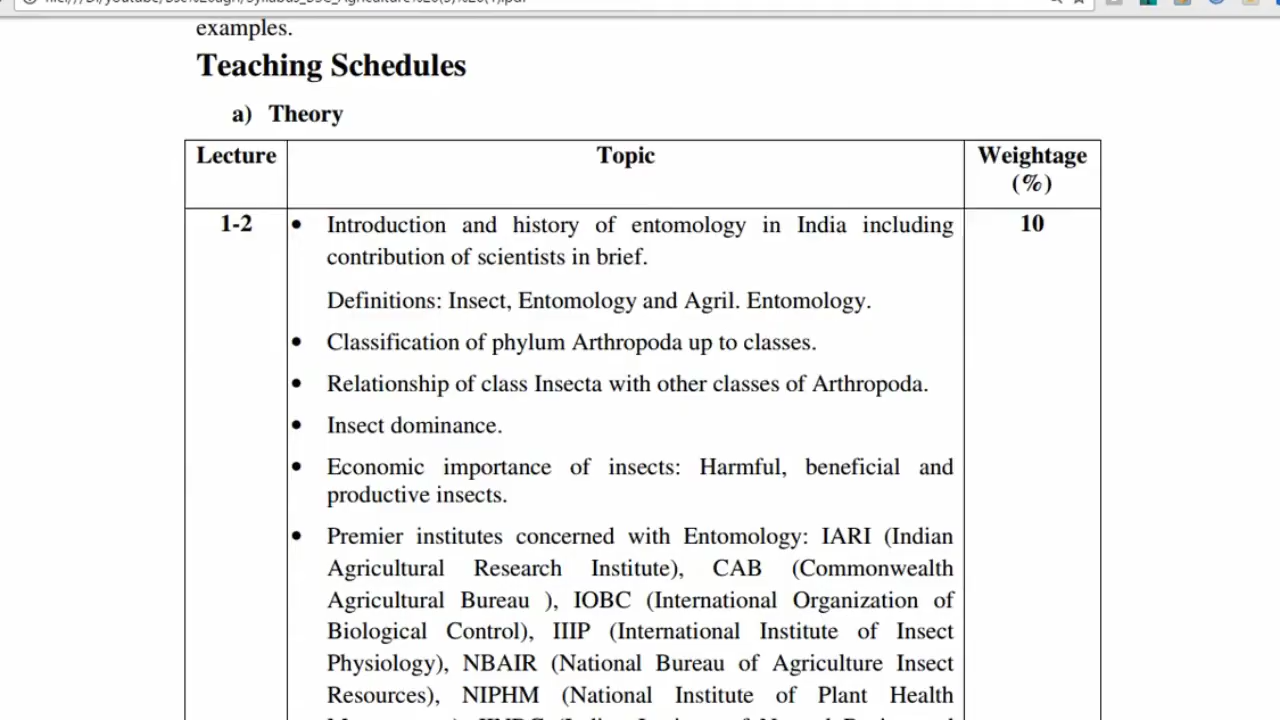 examples.
Teaching Schedules
a) Theory
Lecture
Topic
Weightage
(%)
1-2
• Introduction and history of entomology in India including
contribution of scientists in brief.
Definitions: Insect, Entomology and Agril. Entomology.
• Classification of phylum Arthropoda up to classes.
• Relationship of class Insecta with other classes of Arthropoda.
• Insect dominance.
• Economic importance of insects: Harmful, beneficial and
productive insects.
• Premier institutes concerned with Entomology: IARI (Indian
Agricultural Research Institute), CAB (Commonwealth
Agricultural Bureau ), IOBC (International Organization of
Biological Control), IIIP (International Institute of Insect
Physiology), NBAIR (National Bureau of Agriculture Insect
Resources), NIPHM (National Institute of Plant Health
10